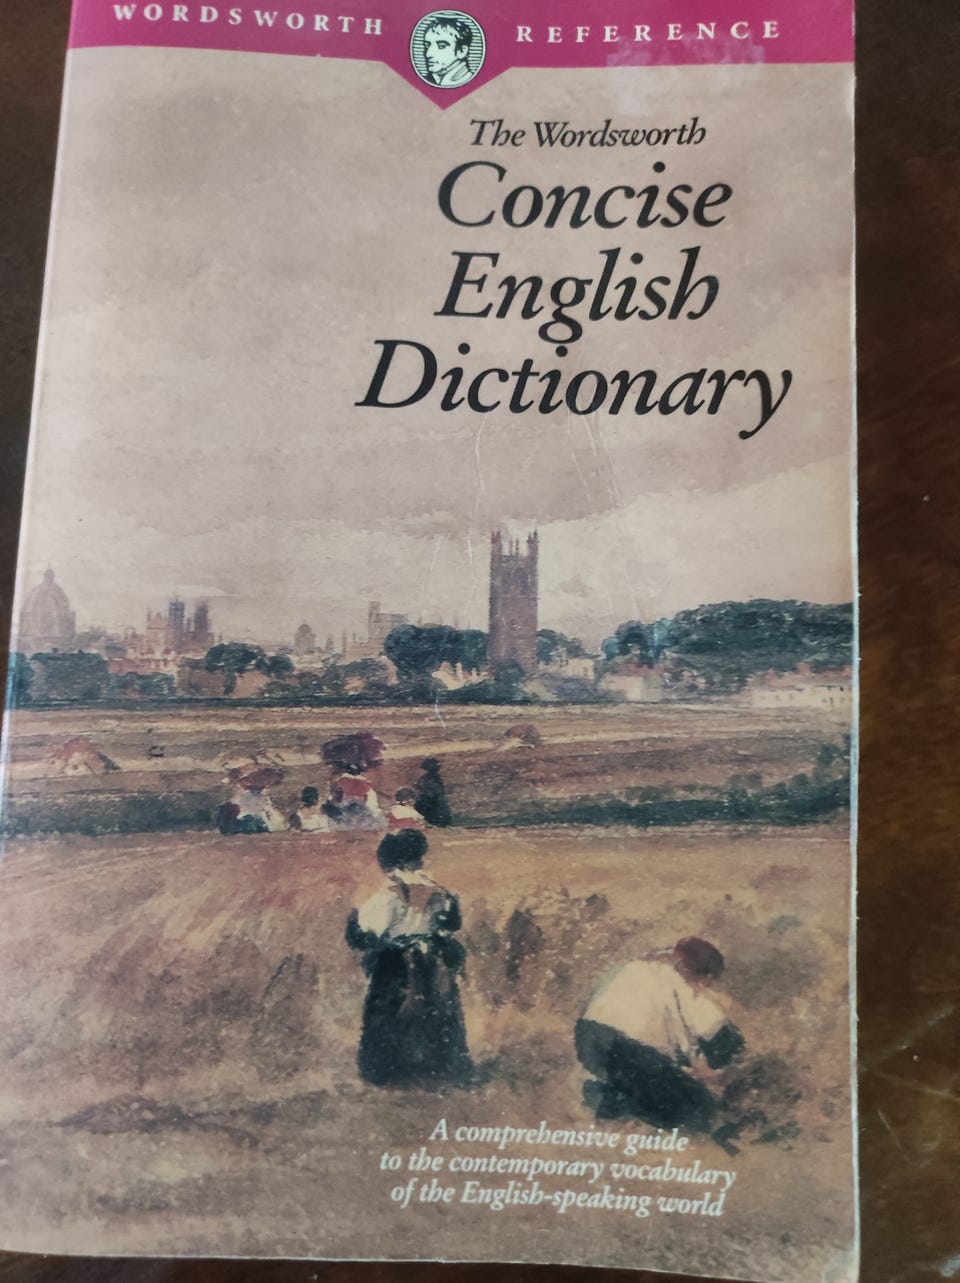 WORDSWORTH REFERENCE
The Wordsworth
Concise
English
Dictionary
A comprehensive guide
to the contemporary vocabulary
of the English-speaking world